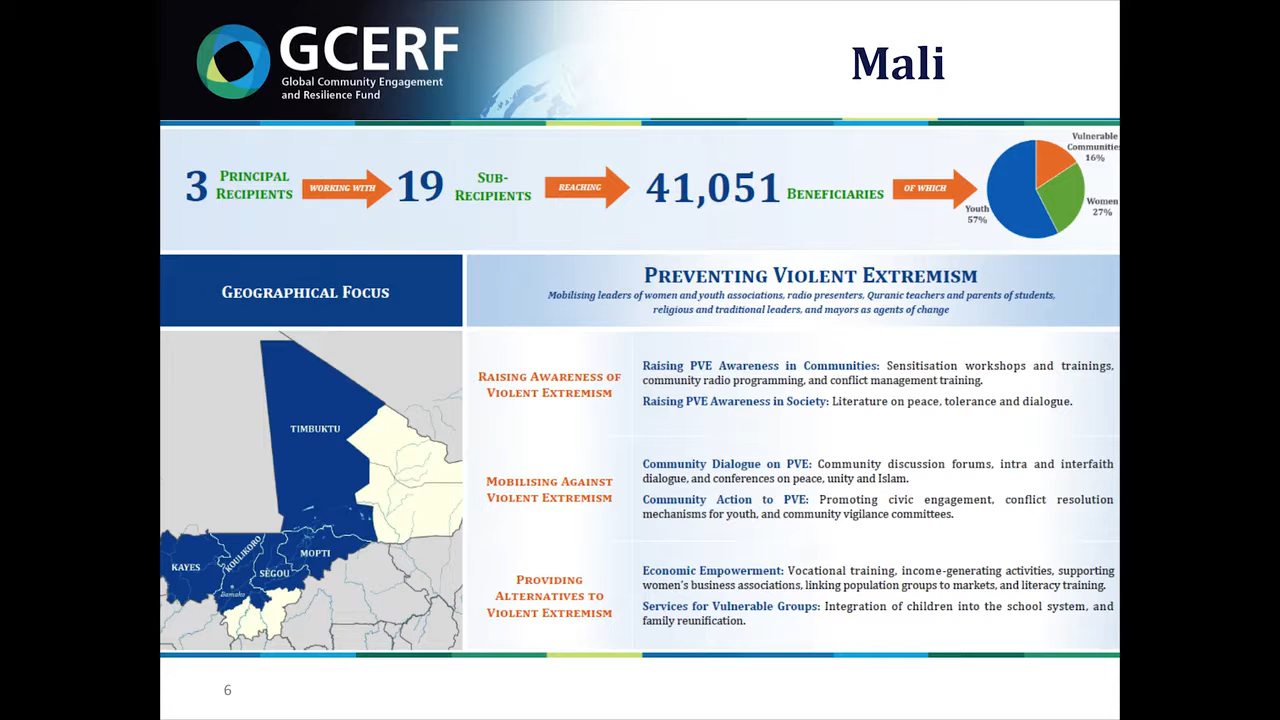 GCERF
Global Community Engagement
and Resilience Fund
Mali
3
PRINCIPAL
RECIPIENTS
WORKING WITH
19
SUB-
RECIPIENTS
REACHING
41,051 BENEFICIARIES
OF WHICH
Vulnerable
Communities
16%
Women
27%
Youth
57%
GEOGRAPHICAL FOCUS
PREVENTING VIOLENT EXTREMISM
Mobilising leaders of women and youth associations, radio presenters, Quranic teachers and parents of students,
religious and traditional leaders, and mayors as agents of change
TIMBUKTU
KAYES
KOULIKORO
MOPTI
SÉGOU
Bamako
RAISING AWARENESS OF
VIOLENT EXTREMISM
Raising PVE Awareness in Communities: Sensitisation workshops and trainings,
community radio programming, and conflict management training.
Raising PVE Awareness in Society: Literature on peace, tolerance and dialogue.
MOBILISING AGAINST
VIOLENT EXTREMISM
Community Dialogue on PVE: Community discussion forums, intra and interfaith
dialogue, and conferences on peace, unity and Islam.
Community Action to PVE: Promoting civic engagement, conflict resolution
mechanisms for youth, and community vigilance committees.
PROVIDING
ALTERNATIVES TO
VIOLENT EXTREMISM
Economic Empowerment: Vocational training, income-generating activities, supporting
women's business associations, linking population groups to markets, and literacy training.
Services for Vulnerable Groups: Integration of children into the school system, and
family reunification.
6